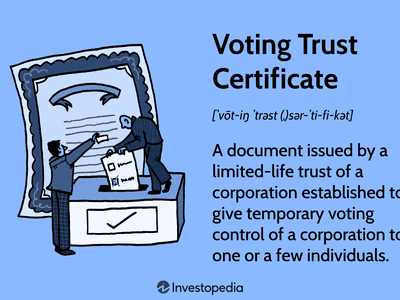 Voting Trust
Certificate
['vōt-iŋ 'trəst (,)sər-'ti-fi-kət]
A document issued by a
limited-life trust of a
corporation established to
give temporary voting
control of a corporation to
one or a few individuals.
Investopedia